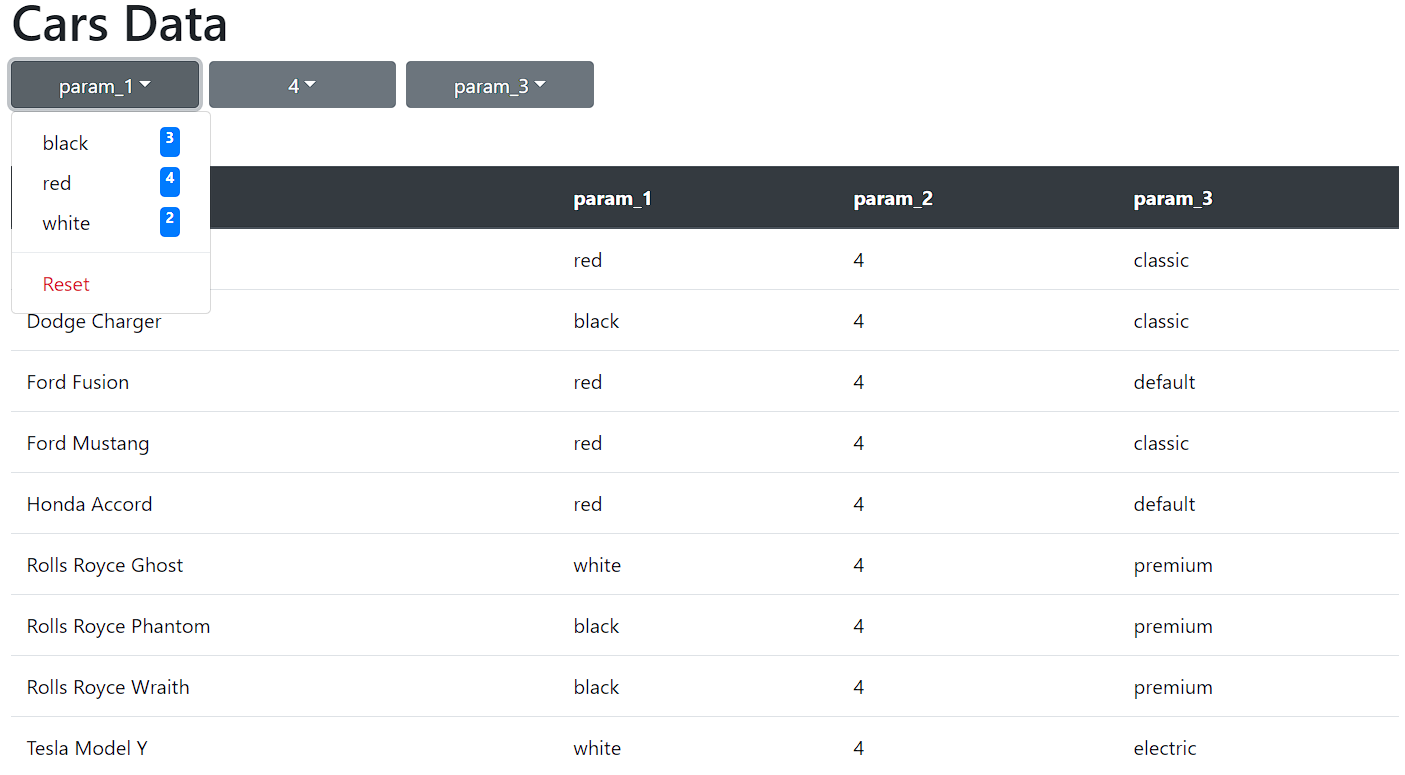 Cars Data
param_1 4 param_3
black 3
red 4
white 2
Reset
param_1 param_2 param_3
red 4 classic
Dodge Charger black 4 classic
Ford Fusion red 4 default
Ford Mustang red 4 classic
Honda Accord red 4 default
Rolls Royce Ghost white 4 premium
Rolls Royce Phantom black 4 premium
Rolls Royce Wraith black 4 premium
Tesla Model Y white 4 electric